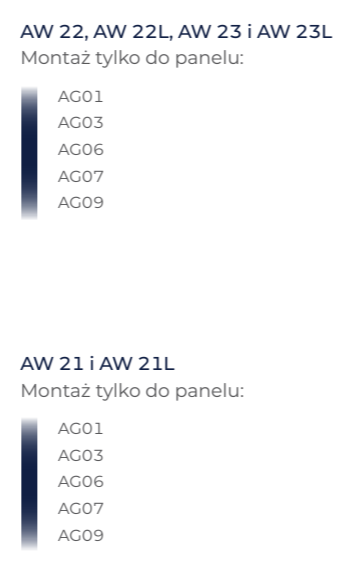 AW 22, AW 22L, AW 23 i AW 23L
Montaż tylko do panelu:
AG01
AG03
AG06
AG07
AG09
AW 21 i AW 21L
Montaż tylko do panelu:
AG01
AG03
AG06
AG07
AG09